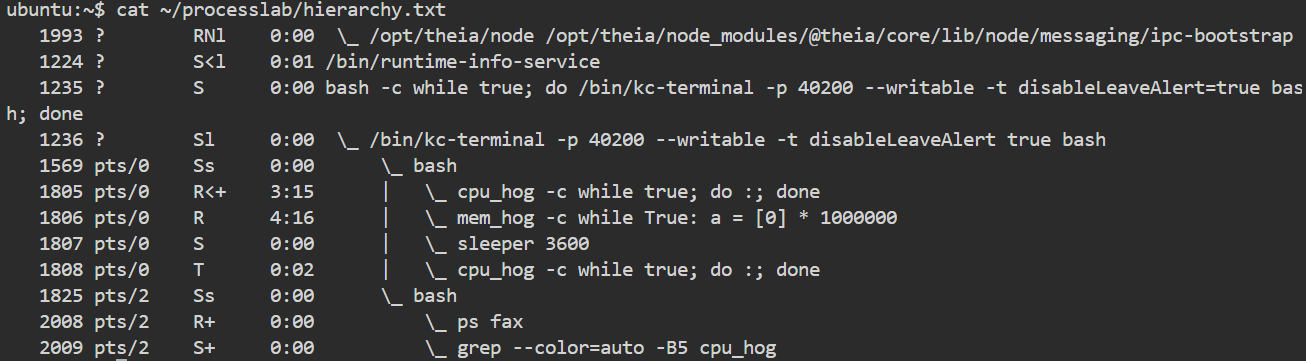 ubuntu:~$ cat ~/processlab/hierarchy.txt
   1993 ?        RNl    0:00  \_ /opt/theia/node /opt/theia/node_modules/@theia/core/lib/node/messaging/ipc-bootstrap
   1224 ?        S<l    0:01 /bin/runtime-info-service
   1235 ?        S      0:00 bash -c while true; do /bin/kc-terminal -p 40200 --writable -t disableLeaveAlert=true bas
h; done
   1236 ?        Sl     0:00  \_ /bin/kc-terminal -p 40200 --writable -t disableLeaveAlert true bash
   1569 pts/0    Ss     0:00      \_ bash
   1805 pts/0    R<+    3:15      |   \_ cpu_hog -c while true; do :; done
   1806 pts/0    R      4:16      |   \_ mem_hog -c while True: a = [0] * 1000000
   1807 pts/0    S      0:00      |   \_ sleeper 3600
   1808 pts/0    T      0:02      |   \_ cpu_hog -c while true; do :; done
   1825 pts/2    Ss     0:00      \_ bash
   2008 pts/2    R+     0:00          \_ ps fax
   2009 pts/2    S+     0:00          \_ grep --color=auto -B5 cpu_hog